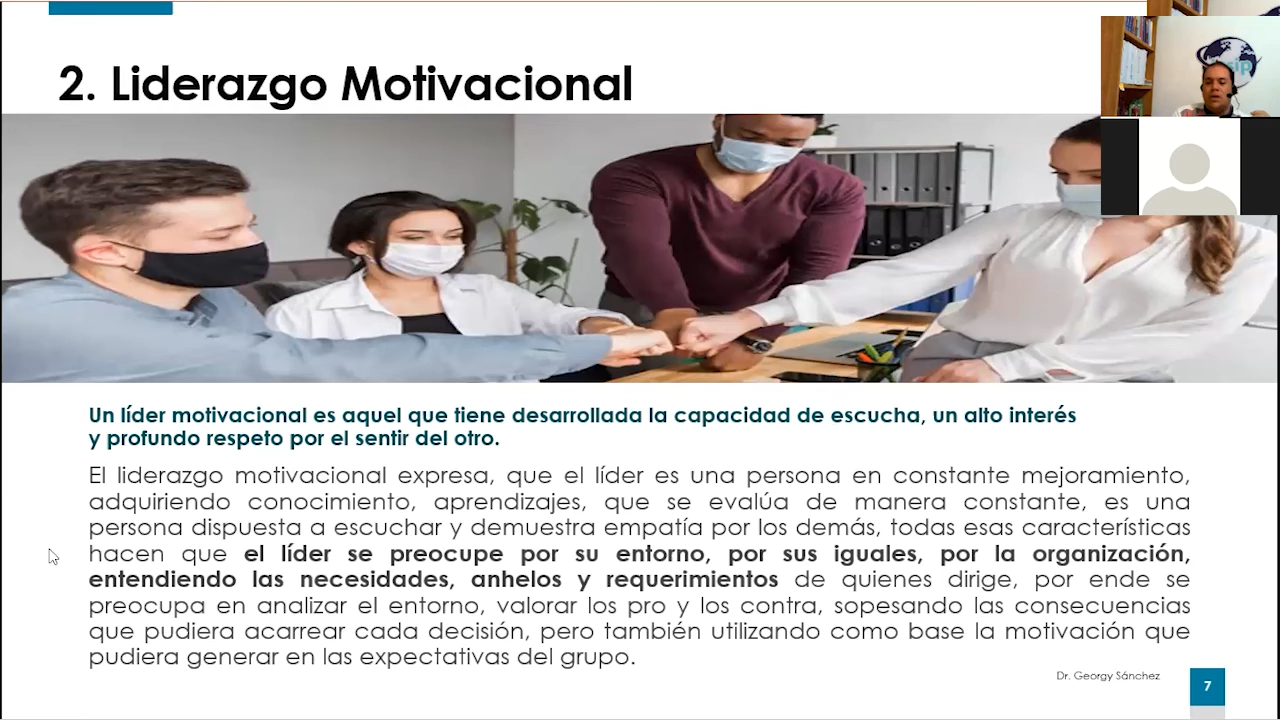 2. Liderazgo Motivacional
Un líder motivacional es aquel que tiene desarrollada la capacidad de escucha, un alto interés
y profundo respeto por el sentir del otro.
El liderazgo motivacional expresa, que el líder es una persona en constante mejoramiento,
adquiriendo conocimiento, aprendizajes, que se evalúa de manera constante, es una
persona dispuesta a escuchar y demuestra empatía por los demás, todas esas características
hacen que el líder se preocupe por su entorno, por sus iguales, por la organización,
entendiendo las necesidades, anhelos y requerimientos de quienes dirige, por ende se
preocupa en analizar el entorno, valorar los pro y los contra, sopesando las consecuencias
que pudiera acarrear cada decisión, pero también utilizando como base la motivación que
pudiera generar en las expectativas del grupo.
Dr. Georgy Sánchez
7